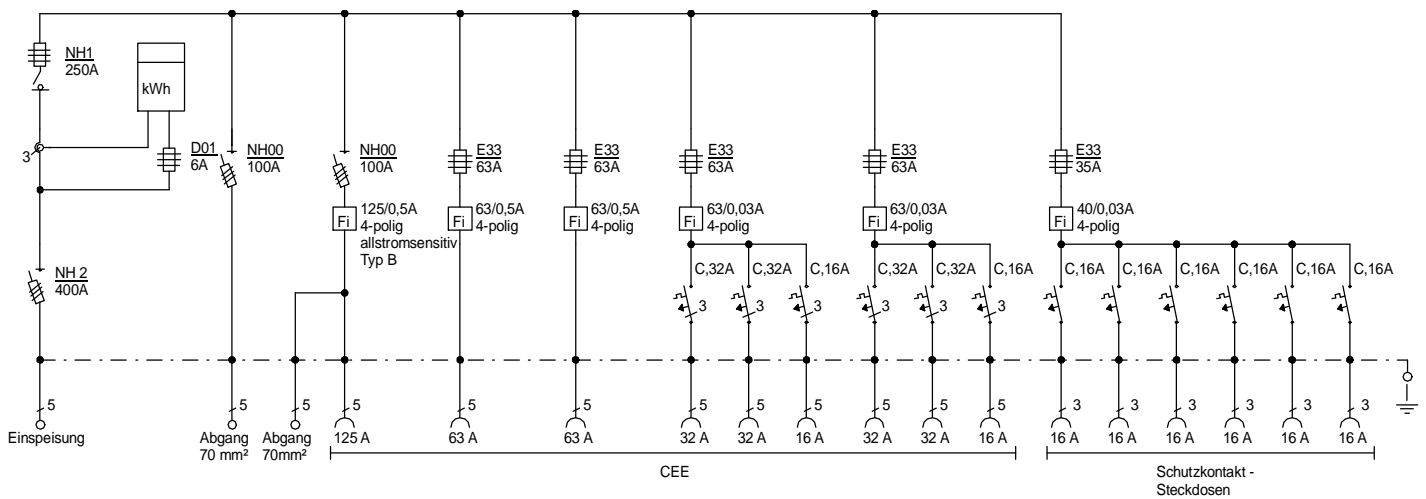 NH1
250A
kWh
3
D01
6A
NH00
100A
NH00
100A
E33
63A
E33
63A
E33
63A
E33
63A
E33
35A
Fi
125/0,5A
4-polig
allstromsensitiv
Typ B
Fi
63/0,5A
4-polig
Fi
63/0,5A
4-polig
Fi
63/0,03A
4-polig
Fi
63/0,03A
4-polig
Fi
40/0,03A
4-polig
NH 2
400A
C,32A
C,32A
C,16A
C,32A
C,32A
C,16A
C,16A
C,16A
C,16A
C,16A
C,16A
C,16A
3
3
3
3
3
3
5
5
5
5
5
5
5
5
5
5
5
5
3
3
3
3
3
3
Einspeisung
Abgang
70 mm²
Abgang
70mm²
125 A
63 A
63 A
32 A
32 A
16 A
32 A
32 A
16 A
16 A
16 A
16 A
16 A
16 A
16 A
CEE
Schutzkontakt -
Steckdosen